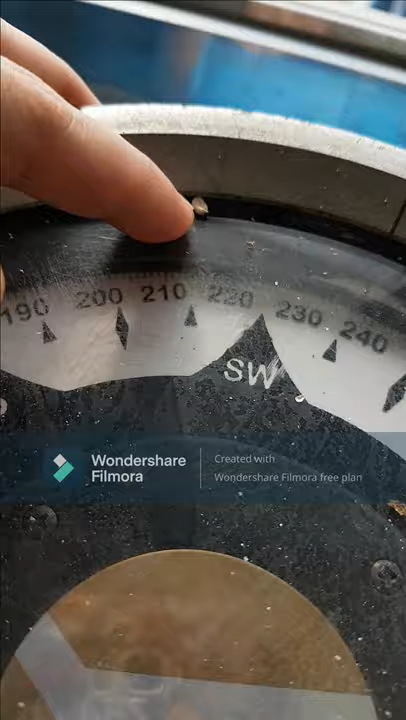 190 200 210 220 230 240
SW
Wondershare
Filmora
Created with
Wondershare Filmora free plan